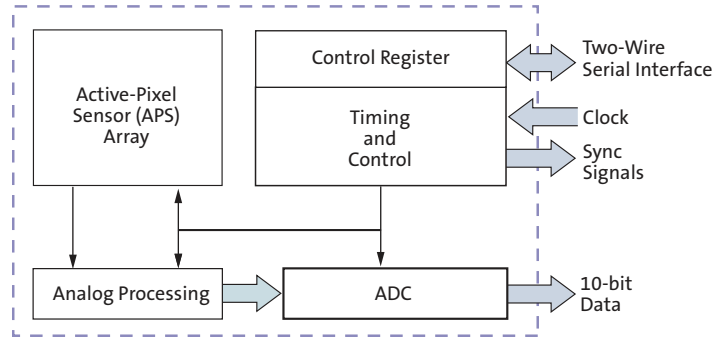 Active-Pixel
Sensor (APS)
Array
Control Register
Timing
and
Control
Two-Wire
Serial Interface
Clock
Sync
Signals
Analog Processing
ADC
10-bit
Data